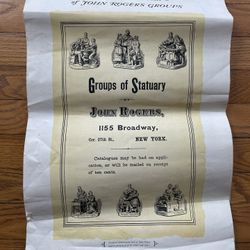 of JOHN ROGERS GROUPS
Groups of Statuary
BY
JOHN ROGERS,
1155 Broadway,
Cor. 27th St., NEW YORK.
Catalogues may be had on appli-
cation, or will be mailed on receipt
of ten cents.